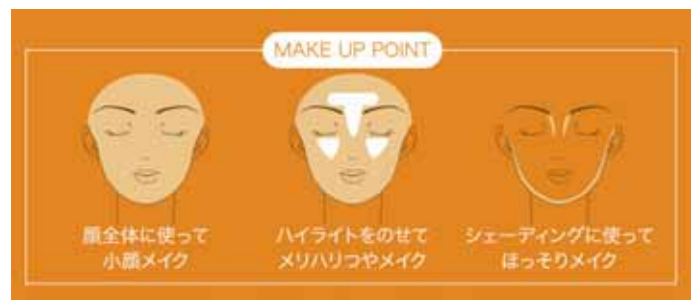 MAKE UP POINT
顔全体に使って
小顔メイク
ハイライトをのせて
メリハリつやメイク
シェーディングに使って
ほっそりメイク